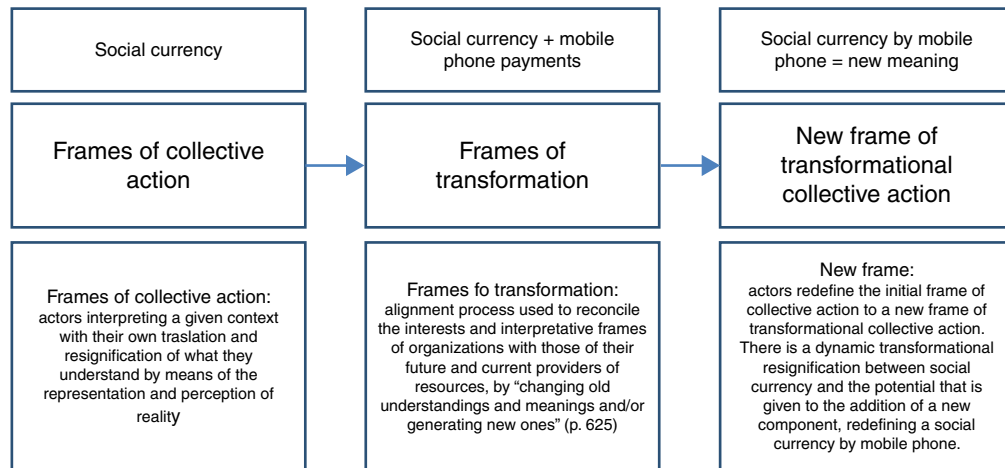 Social currency
Social currency + mobile
phone payments
Social currency by mobile
phone = new meaning
Frames of collective
action
Frames of
transformation
New frame of
transformational
collective action
Frames of collective action:
actors interpreting a given context
with their own traslation and
resignification of what they
understand by means of the
representation and perception of
reality
Frames fo transformation:
alignment process used to reconcile
the interests and interpretative frames
of organizations with those of their
future and current providers of
resources, by “changing old
understandings and meanings and/or
generating new ones” (p. 625)
New frame:
actors redefine the initial frame of
collective action to a new frame of
transformational collective action.
There is a dynamic transformational
resignification between social
currency and the potential that is
given to the addition of a new
component, redefining a social
currency by mobile phone.